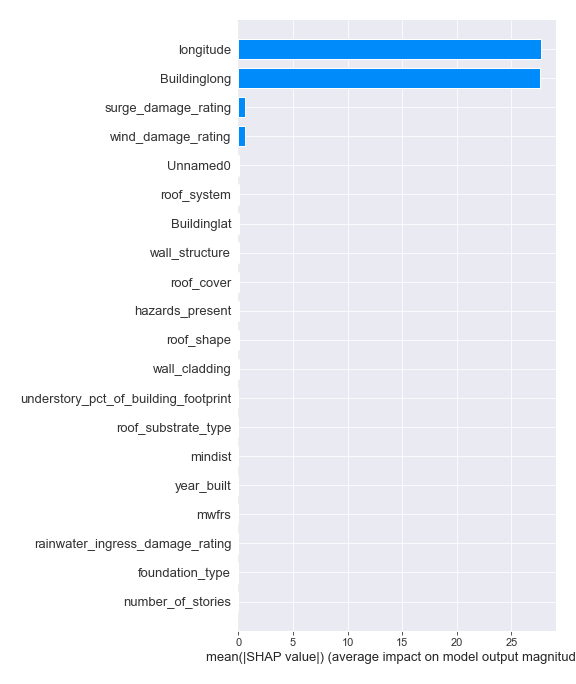 longitude
Buildinglong
surge_damage_rating
wind_damage_rating
Unnamed0
roof_system
Buildinglat
wall_structure
roof_cover
hazards_present
roof_shape
wall_cladding
understory_pct_of_building_footprint
roof_substrate_type
mindist
year_built
mwfrs
rainwater_ingress_damage_rating
foundation_type
number_of_stories
0 5 10 15 20 25
mean(|SHAP value|) (average impact on model output magnitud